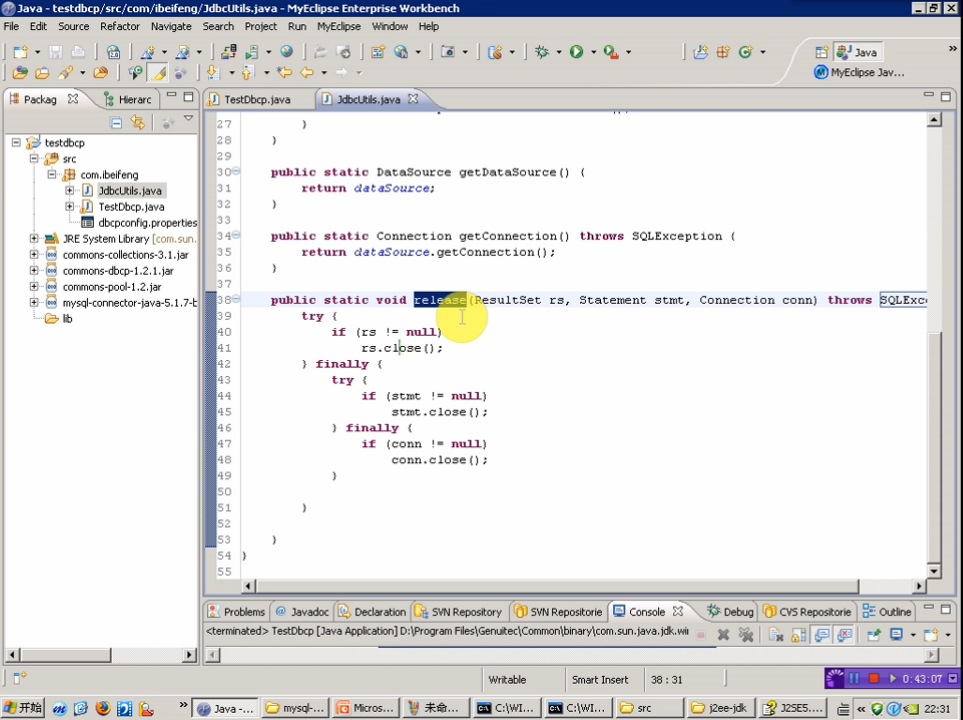 Java - testdbcp/src/com/ibeifeng/JdbcUtils.java - MyEclipse Enterprise Workbench
File Edit Source Refactor Navigate Search Project Run MyEclipse Window Help
Java
MyEclipse Jav...
Packag Hierarc
TestDbcp.java JdbcUtils.java
testdbcp
src
com.ibeifeng
JdbcUtils.java
TestDbcp.java
dbcpconfig.properties
JRE System Library [com.sun.
commons-collections-3.1.jar
commons-dbcp-1.2.1.jar
commons-pool-1.2.jar
mysql-connector-java-5.1.7-b
lib
27 }
28 }
29
30 public static DataSource getDataSource() {
31 return dataSource;
32 }
33
34 public static Connection getConnection() throws SQLException {
35 return dataSource.getConnection();
36 }
37
38 public static void release(ResultSet rs, Statement stmt, Connection conn) throws SQLExc
39 try {
40 if (rs != null)
41 rs.close();
42 } finally {
43 try {
44 if (stmt != null)
45 stmt.close();
46 } finally {
47 if (conn != null)
48 conn.close();
49 }
50
51 }
52
53 }
54 }
55
Problems Javadoc Declaration SVN Repository SVN Repositorie Console Debug CVS Repositorie Outline
<terminated> TestDbcp [Java Application] D:\Program Files\Genuitec\Common\binary\com.sun.java.jdk.wi
Writable Smart Insert 38 : 31
0:43:07
开始 Java -... mysql-... Micros... 未命... C:\WI... C:\WI... src j2ee-jdk J2SE5.... 22:31